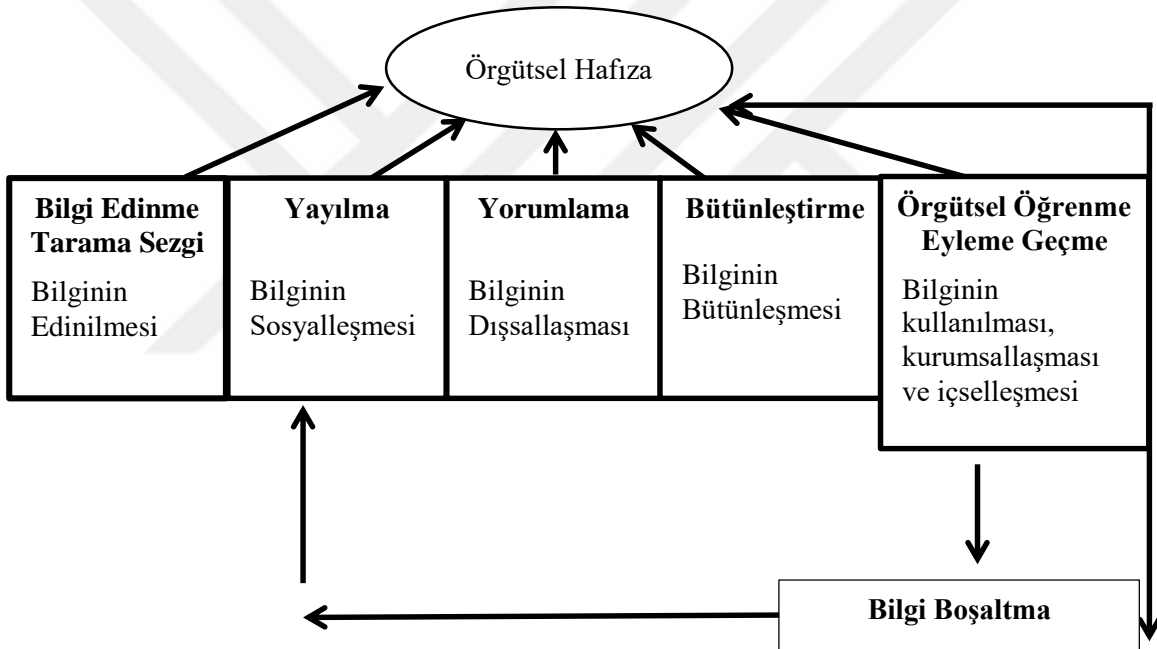 Örgütsel Hafıza
Bilgi Edinme
Tarama Sezgi
Bilginin
Edinilmesi
Yayılma
Bilginin
Sosyalleşmesi
Yorumlama
Bilginin
Dışsallaşması
Bütünleştirme
Bilginin
Bütünleşmesi
Örgütsel Öğrenme
Eyleme Geçme
Bilginin
kullanılması,
kurumsallaşması
ve içselleşmesi
Bilgi Boşaltma